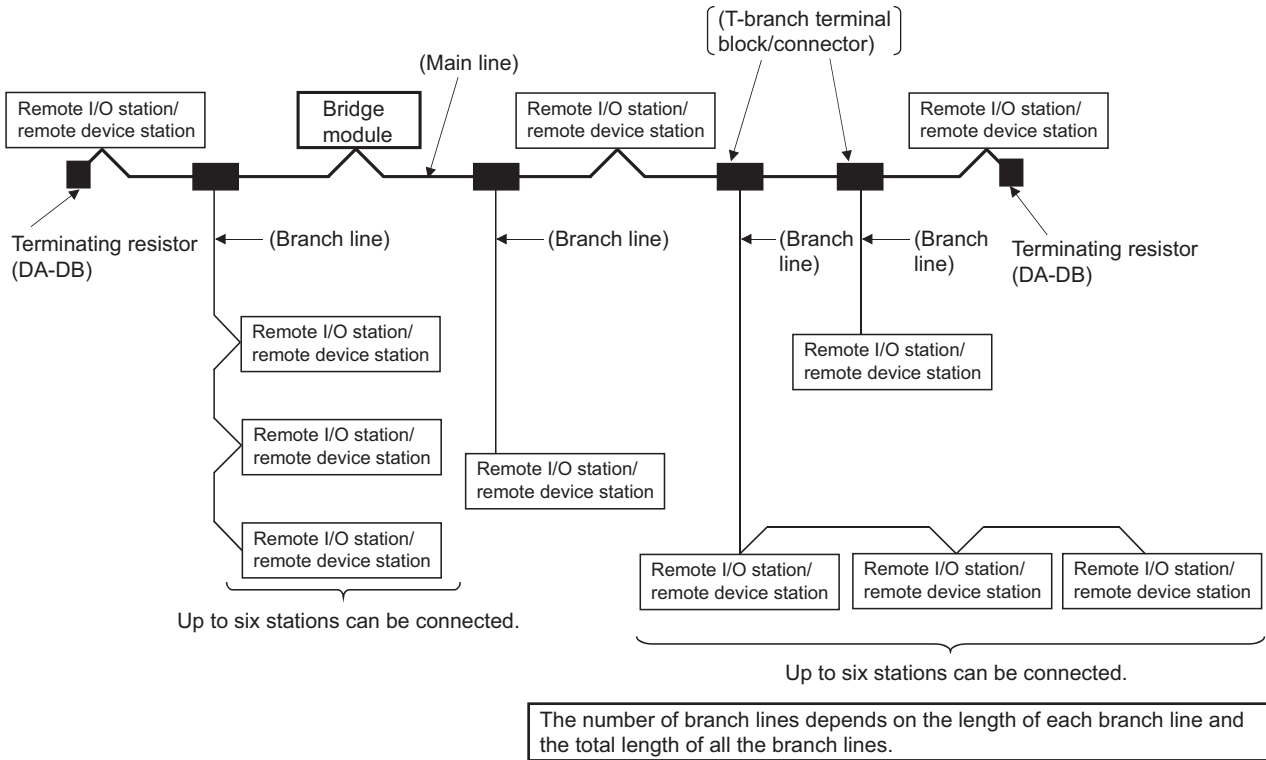 (T-branch terminal
block/connector)
(Main line)
Remote I/O station/
remote device station
Bridge
module
Remote I/O station/
remote device station
Remote I/O station/
remote device station
Terminating resistor
(DA-DB)
(Branch line)
(Branch line)
(Branch
line)
(Branch
line)
Terminating resistor
(DA-DB)
Remote I/O station/
remote device station
Remote I/O station/
remote device station
Remote I/O station/
remote device station
Remote I/O station/
remote device station
Remote I/O station/
remote device station
Remote I/O station/
remote device station
Remote I/O station/
remote device station
Remote I/O station/
remote device station
Up to six stations can be connected.
Up to six stations can be connected.
The number of branch lines depends on the length of each branch line and
the total length of all the branch lines.